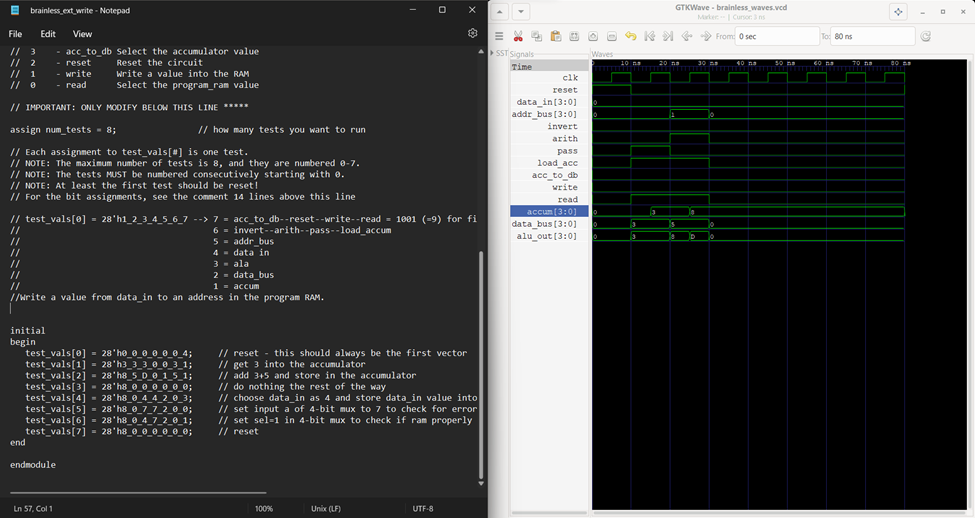 brainless_ext_write - Notepad
File Edit View
// 3 - acc_to_db Select the accumulator value
// 2 - reset Reset the circuit
// 1 - write Write a value into the RAM
// 0 - read Select the program_ram value
// IMPORTANT: ONLY MODIFY BELOW THIS LINE *****
assign num_tests = 8; // how many tests you want to run
// Each assignment to test_vals[#] is one test.
// NOTE: The maximum number of tests is 8, and they are numbered 0-7.
// NOTE: The tests MUST be numbered consecutively starting with 0.
// NOTE: At least the first test should be reset!
// For the bit assignments, see the comment 14 lines above this line
// test_vals[0] = 28'h1_2_3_4_5_6_7 --> 7 = acc_to_db--reset--write--read = 1001 (=9) for fi
// 6 = invert--arith--pass--load_accum
// 5 = addr_bus
// 4 = data in
// 3 = ala
// 2 = data_bus
// 1 = accum
//Write a value from data_in to an address in the program RAM.
initial
begin
test_vals[0] = 28'h0_0_0_0_0_0_4; // reset - this should always be the first vector
test_vals[1] = 28'h3_3_3_0_0_3_1; // get 3 into the accumulator
test_vals[2] = 28'h8_5_D_0_1_5_1; // add 3+5 and store in the accumulator
test_vals[3] = 28'h8_0_0_0_0_0_0; // do nothing the rest of the way
test_vals[4] = 28'h8_0_4_4_2_0_3; // choose data_in as 4 and store data_in value into
test_vals[5] = 28'h8_0_7_7_2_0_0; // set input a of 4-bit mux to 7 to check for error
test_vals[6] = 28'h8_0_4_7_2_0_1; // set sel=1 in 4-bit mux to check if ram properly
test_vals[7] = 28'h8_0_0_0_0_0_0; // reset
end
endmodule
Ln 57, Col 1 100% Unix (LF) UTF-8
GTKWave - brainless_waves.vcd
Marker: -- | Cursor: 2 ns
From: 0 sec To: 80 ns
SST Signals Waves
Time
0 10 ns 20 ns 30 ns 40 ns 50 ns 60 ns 70 ns 80 ns
clk
reset
data_in[3:0] 0
addr_bus[3:0] 0 1 0
invert
arith
pass
load_acc
acc_to_db
write
read
accum[3:0] 0 3 8
data_bus[3:0] 0 3 5 0
alu_out[3:0] 0 3 8 D 0